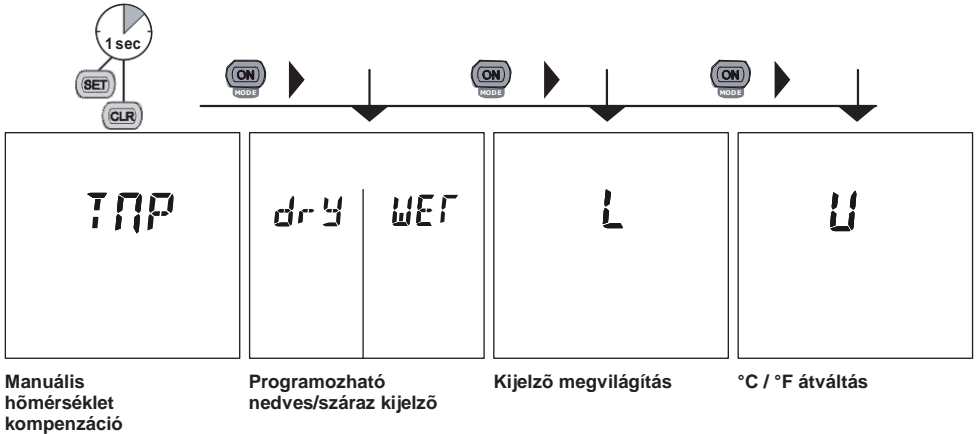 1 sec
SET
CLR
ON
MODE
ON
MODE
ON
MODE
TMP
dry WET
L
U
Manuális
hõmérséklet
kompenzáció
Programozható
nedves/száraz kijelzõ
Kijelzõ megvilágítás
°C / °F átváltás